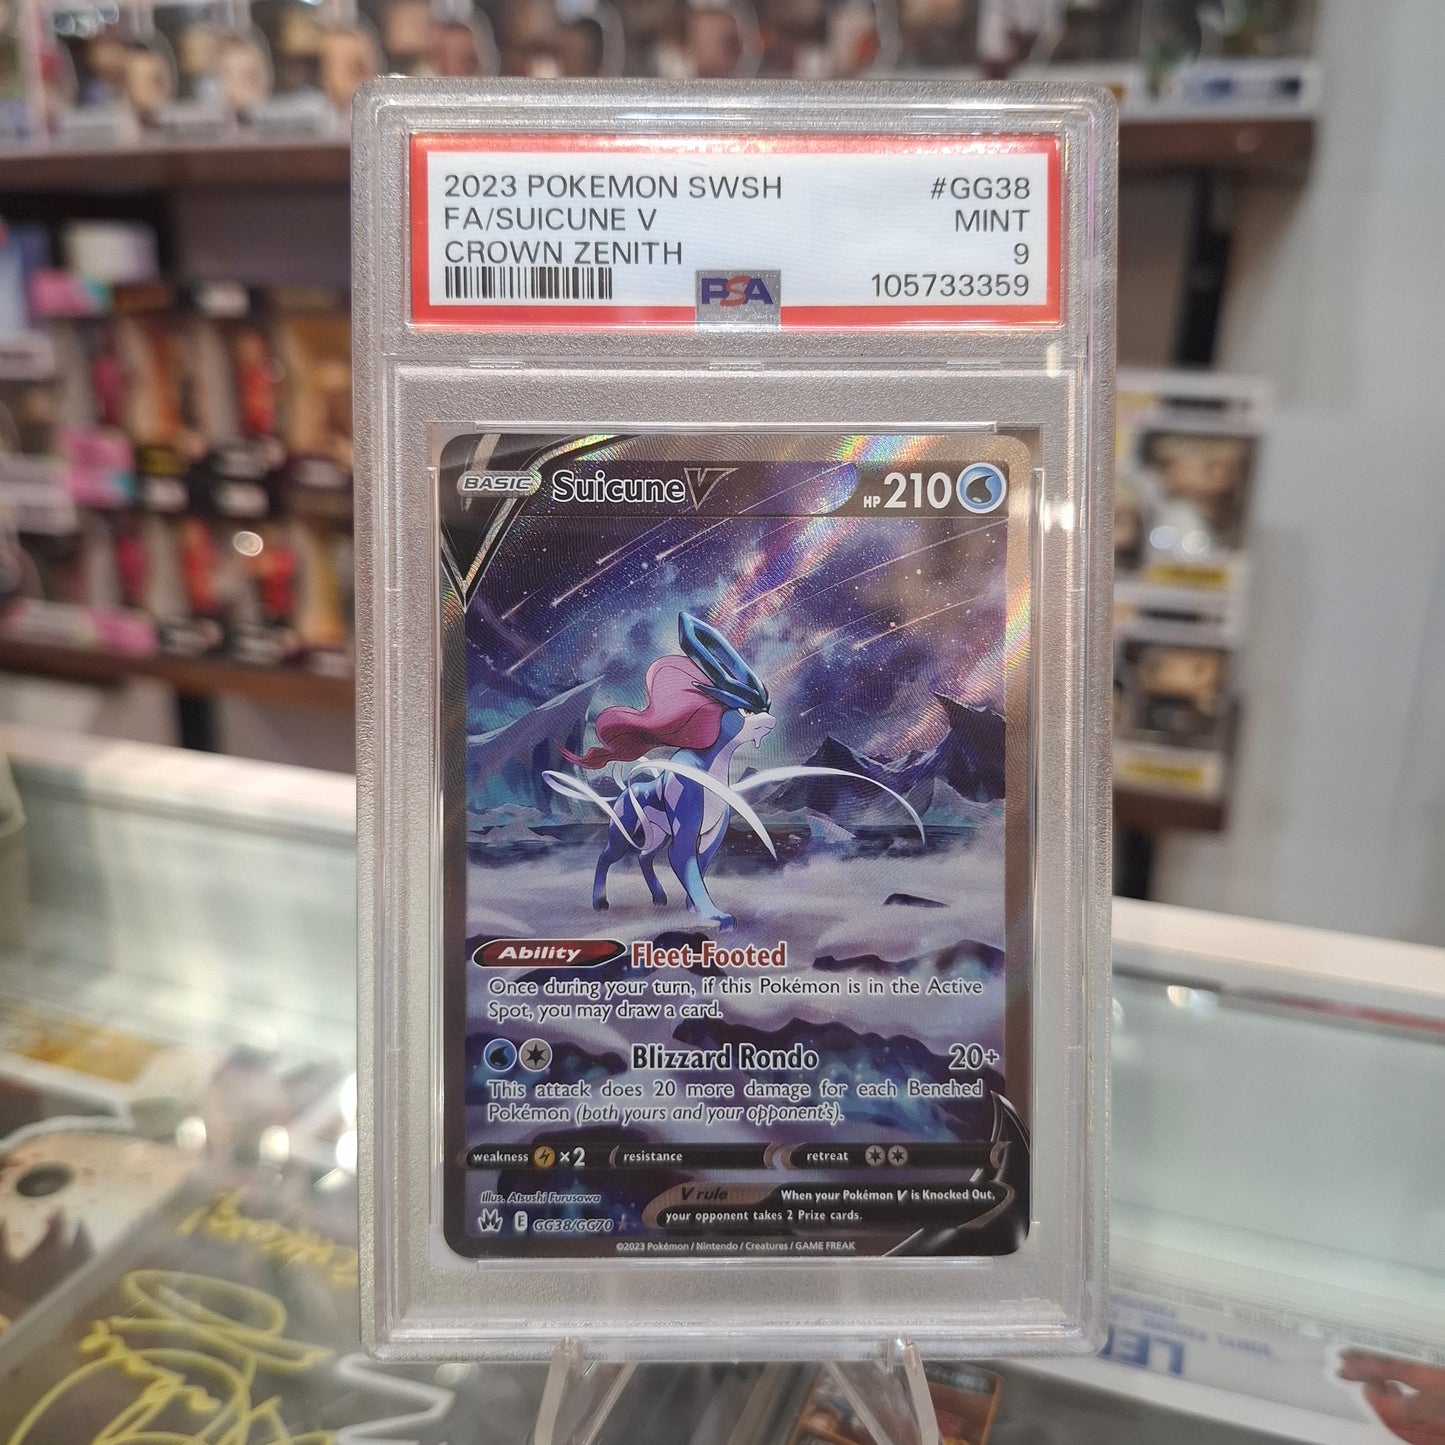 2023 POKEMON SWSH #GG38
FA/SUICUNE V MINT
CROWN ZENITH 9
PSA 105733359
BASIC Suicune V HP 210
Ability Fleet-Footed
Once during your turn, if this Pokémon is in the Active
Spot, you may draw a card.
Blizzard Rondo 20+
This attack does 20 more damage for each Benched
Pokémon (both yours and your opponent's).
weakness ×2 resistance retreat
Illus. Atsushi Furusawa
V rule When your Pokémon V is Knocked Out,
your opponent takes 2 Prize cards.
E GG38/GG70
©2023 Pokémon / Nintendo / Creatures / GAME FREAK